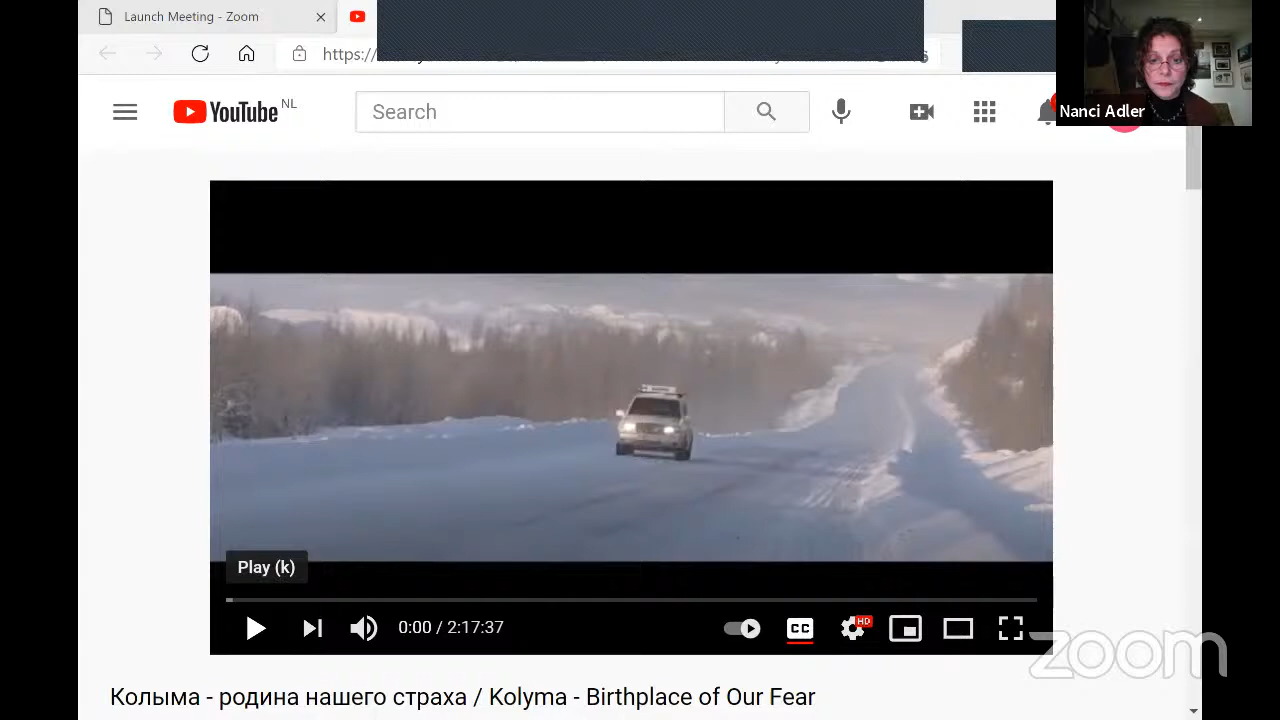 Launch Meeting - Zoom
https://
Nanci Adler
YouTube NL
Search
Play (k)
0:00 / 2:17:37
CC
HD
zoom
Колыма - родина нашего страха / Kolyma - Birthplace of Our Fear